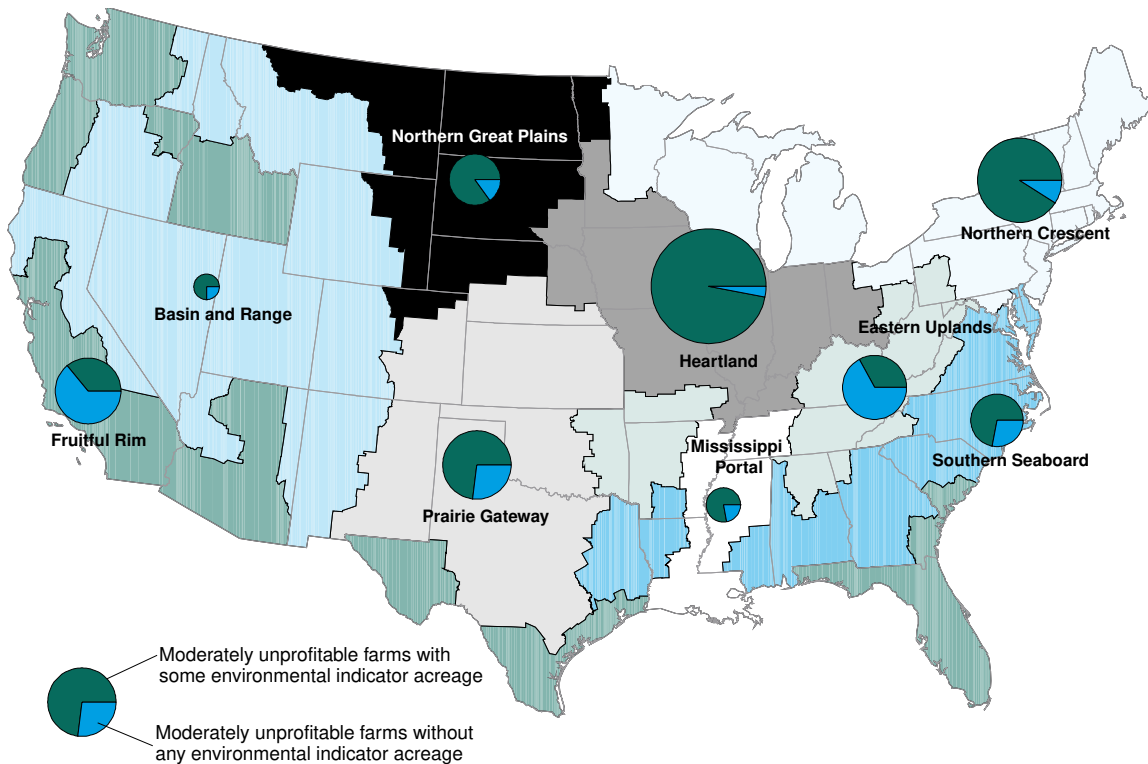 Northern Great Plains
Northern Crescent
Basin and Range
Eastern Uplands
Heartland
Fruitful Rim
Mississippi
Portal
Southern Seaboard
Prairie Gateway
Moderately unprofitable farms with
some environmental indicator acreage
Moderately unprofitable farms without
any environmental indicator acreage